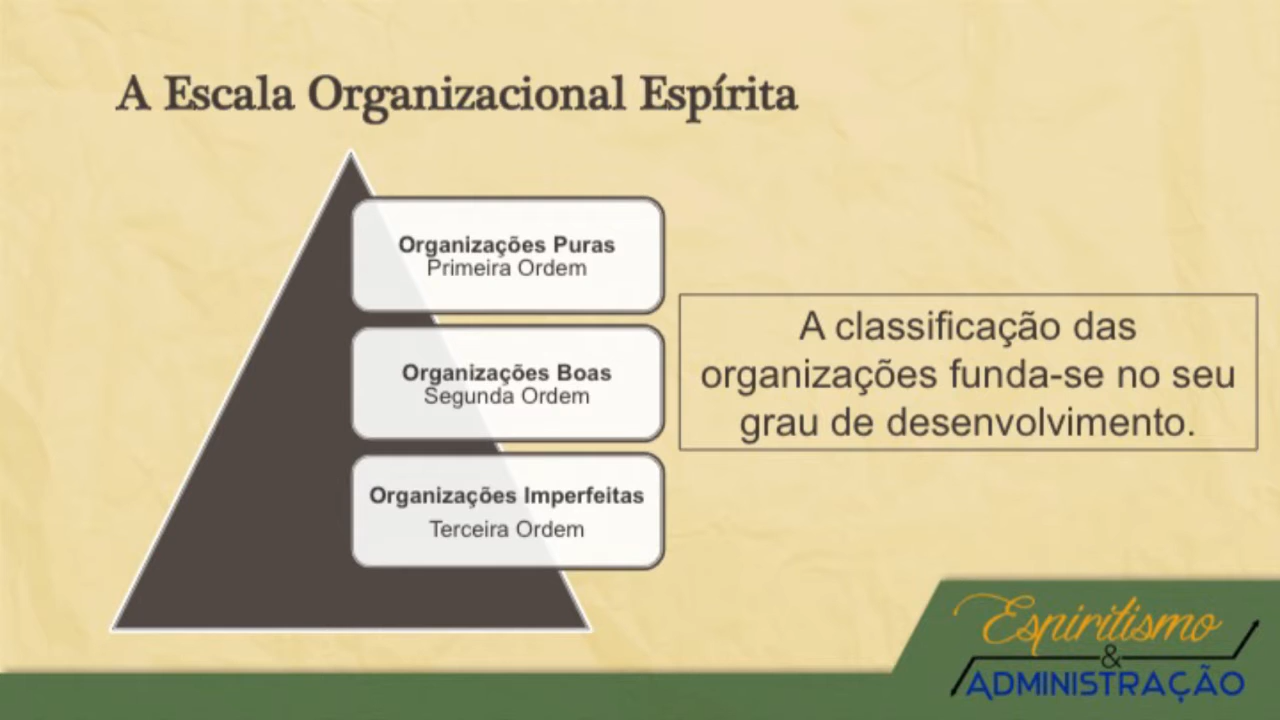 A Escala Organizacional Espírita
Organizações Puras
Primeira Ordem
Organizações Boas
Segunda Ordem
Organizações Imperfeitas
Terceira Ordem
A classificação das
organizações funda-se no seu
grau de desenvolvimento.
Espiritismo
&
ADMINISTRAÇÃO